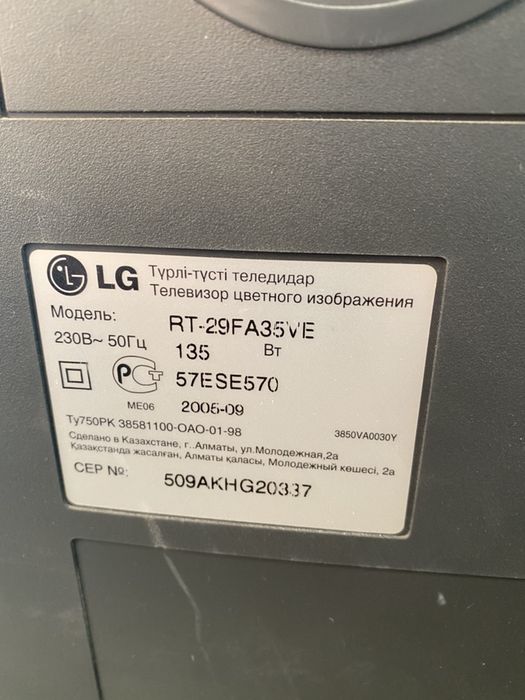 LG Түрлі-түсті теледидар
Телевизор цветного изображения
Модель: RT-29FA35VE
230В~ 50Гц 135 Вт
РСТ 57ESE570
ME06 2005-09
Ту750РК 38581100-ОАО-01-98 3850VA0030Y
Сделано в Казахстане, г..Алматы, ул.Молодежная,2а
Қазақстанда жасалған, Алматы қаласы, Молодежный көшесі, 2а
СЕР №: 509AKHG20337